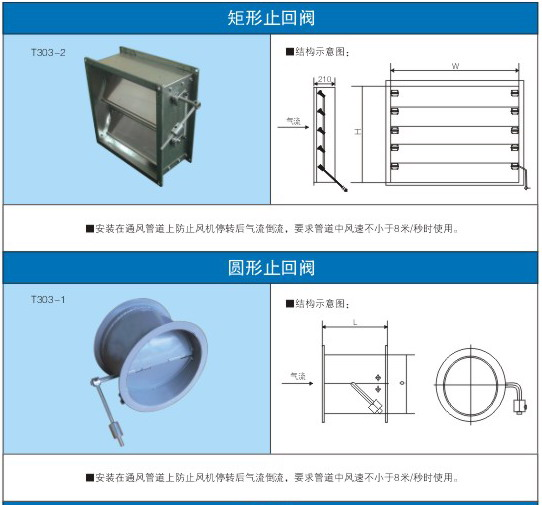 矩形止回阀
T303-2
■结构示意图：
210
W
气流
H
■安装在通风管道上防止风机停转后气流倒流，要求管道中风速不小于8米/秒时使用。
圆形止回阀
T303-1
■结构示意图：
L
气流
■安装在通风管道上防止风机停转后气流倒流，要求管道中风速不小于8米/秒时使用。